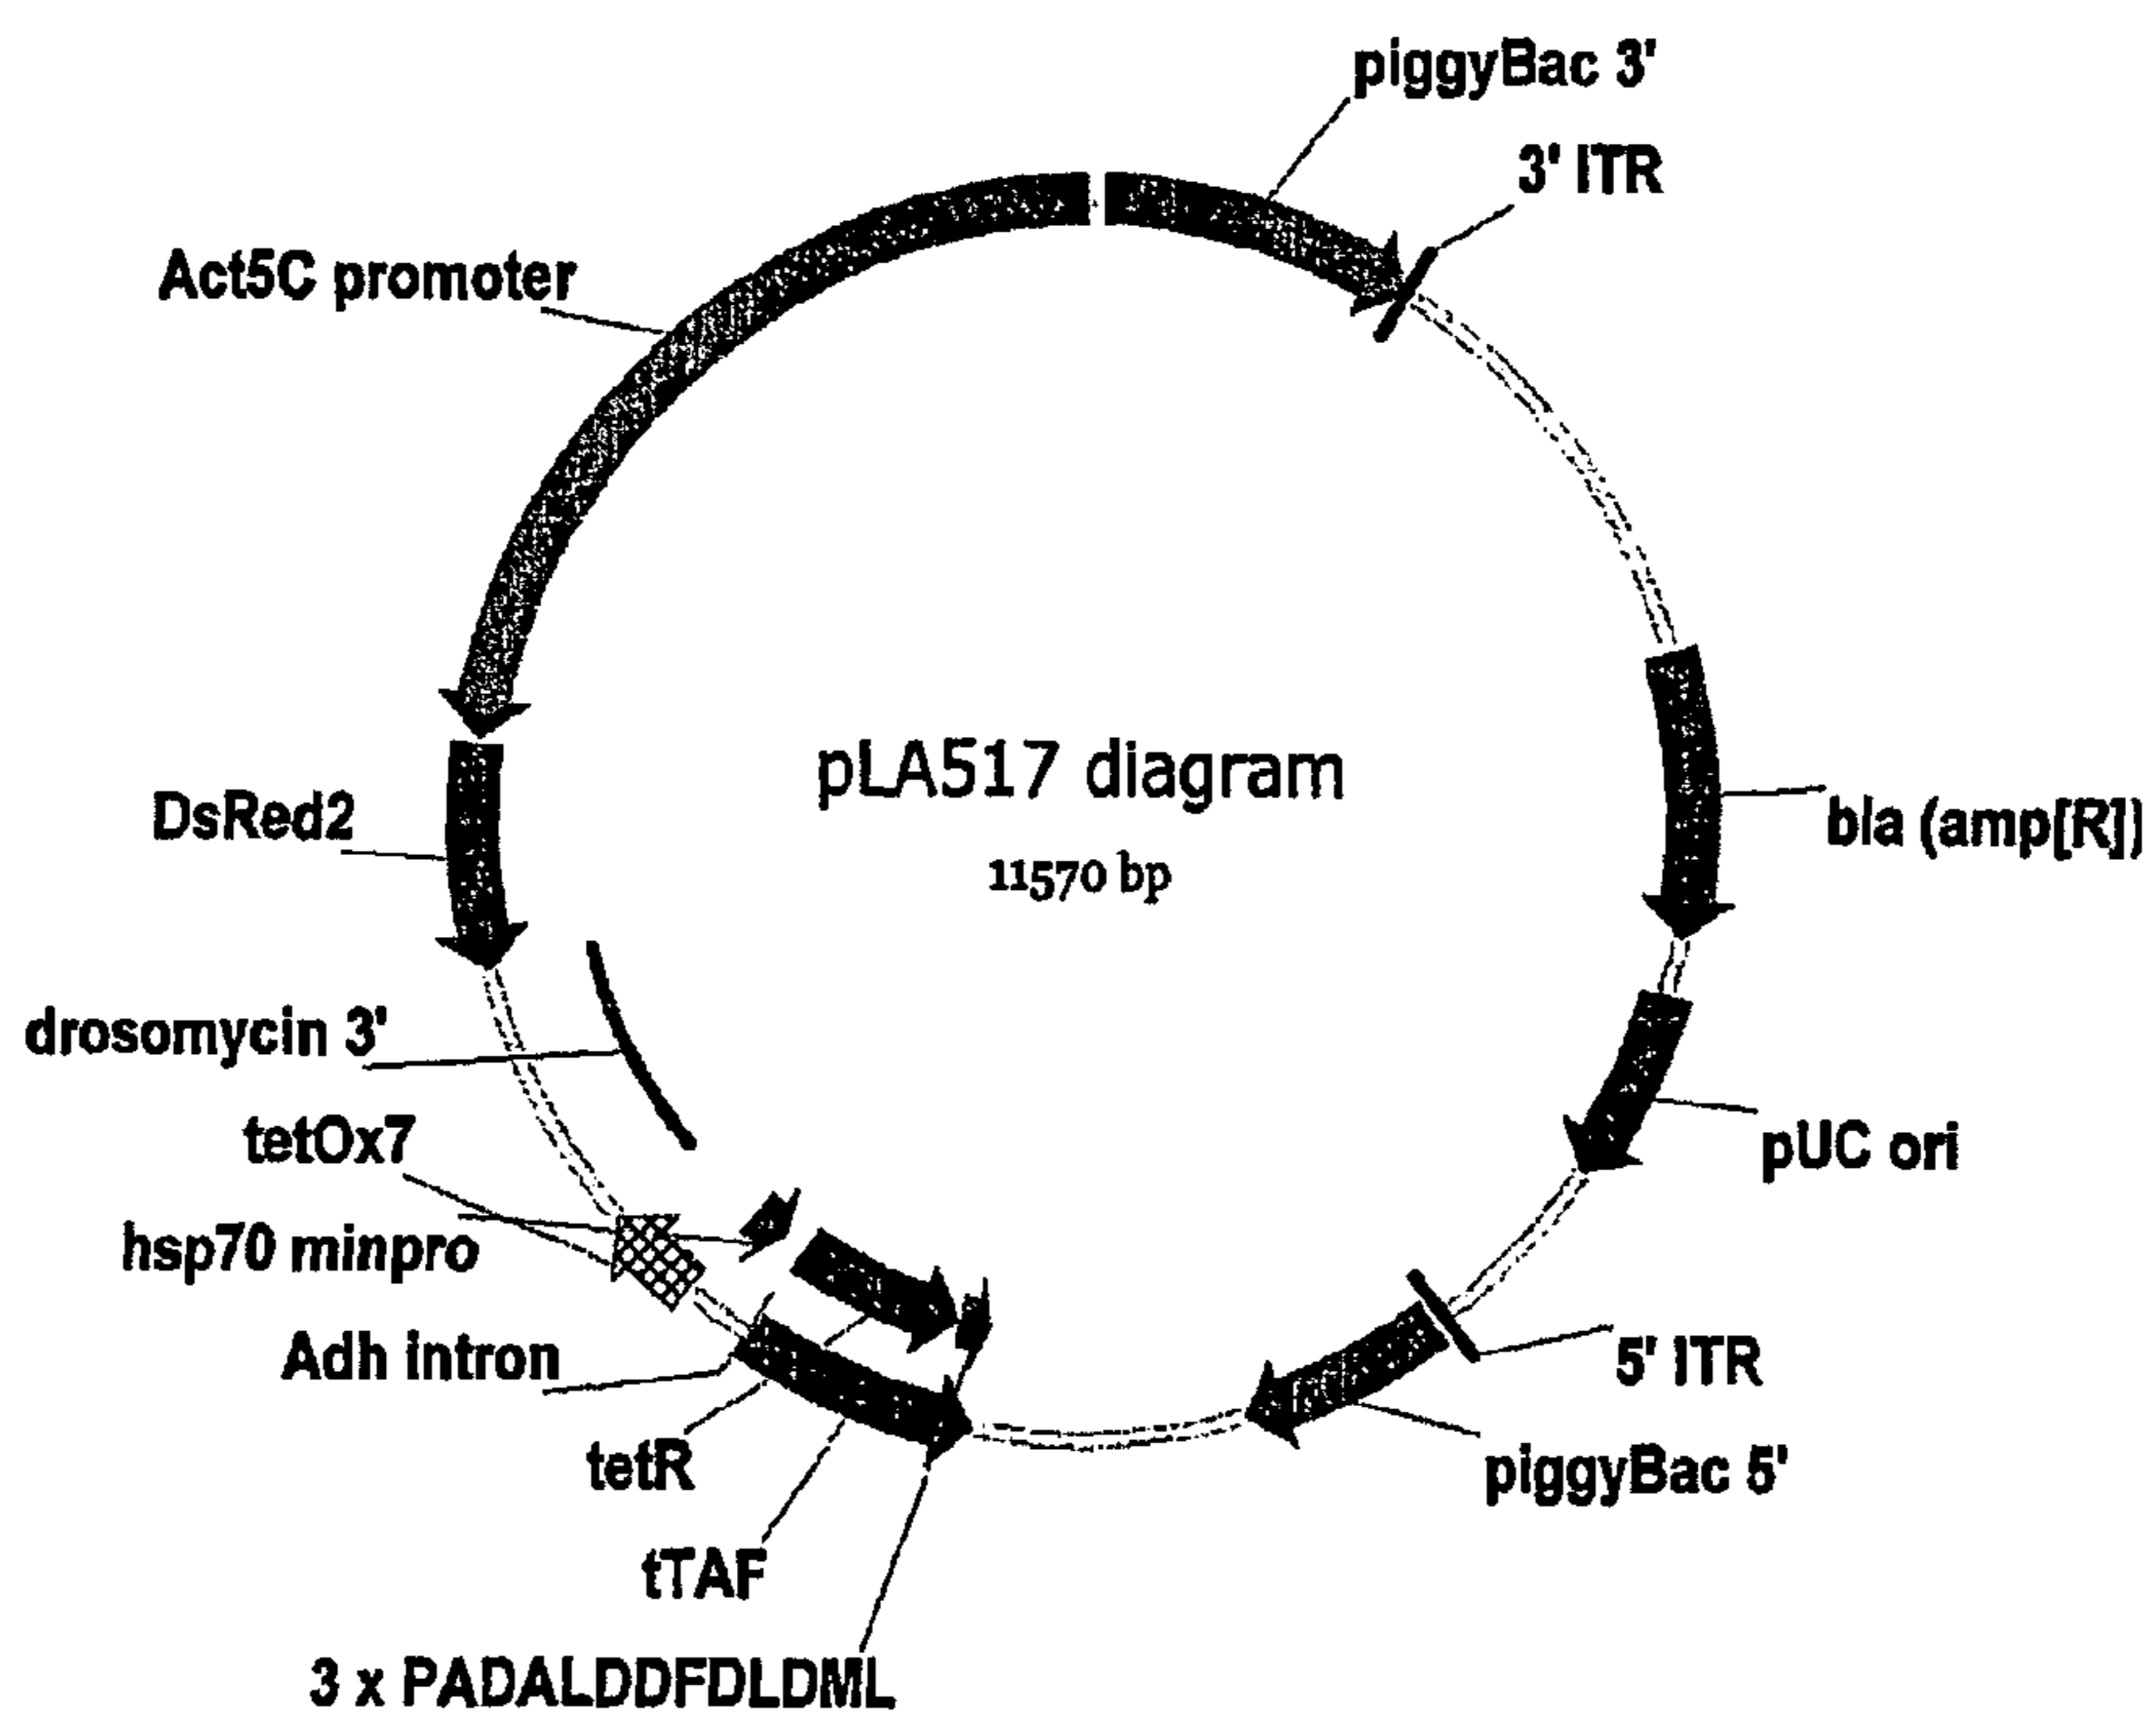 piggyBac 3'
3' ITR
Act5C promoter
pLA517 diagram
11570 bp
DsRed2
bla (amp[R])
drosomycin 3'
tetOx7
pUC ori
hsp70 minpro
Adh intron
5' ITR
tetR
piggyBac 5'
tTAF
3 x PADALDDFDLDML